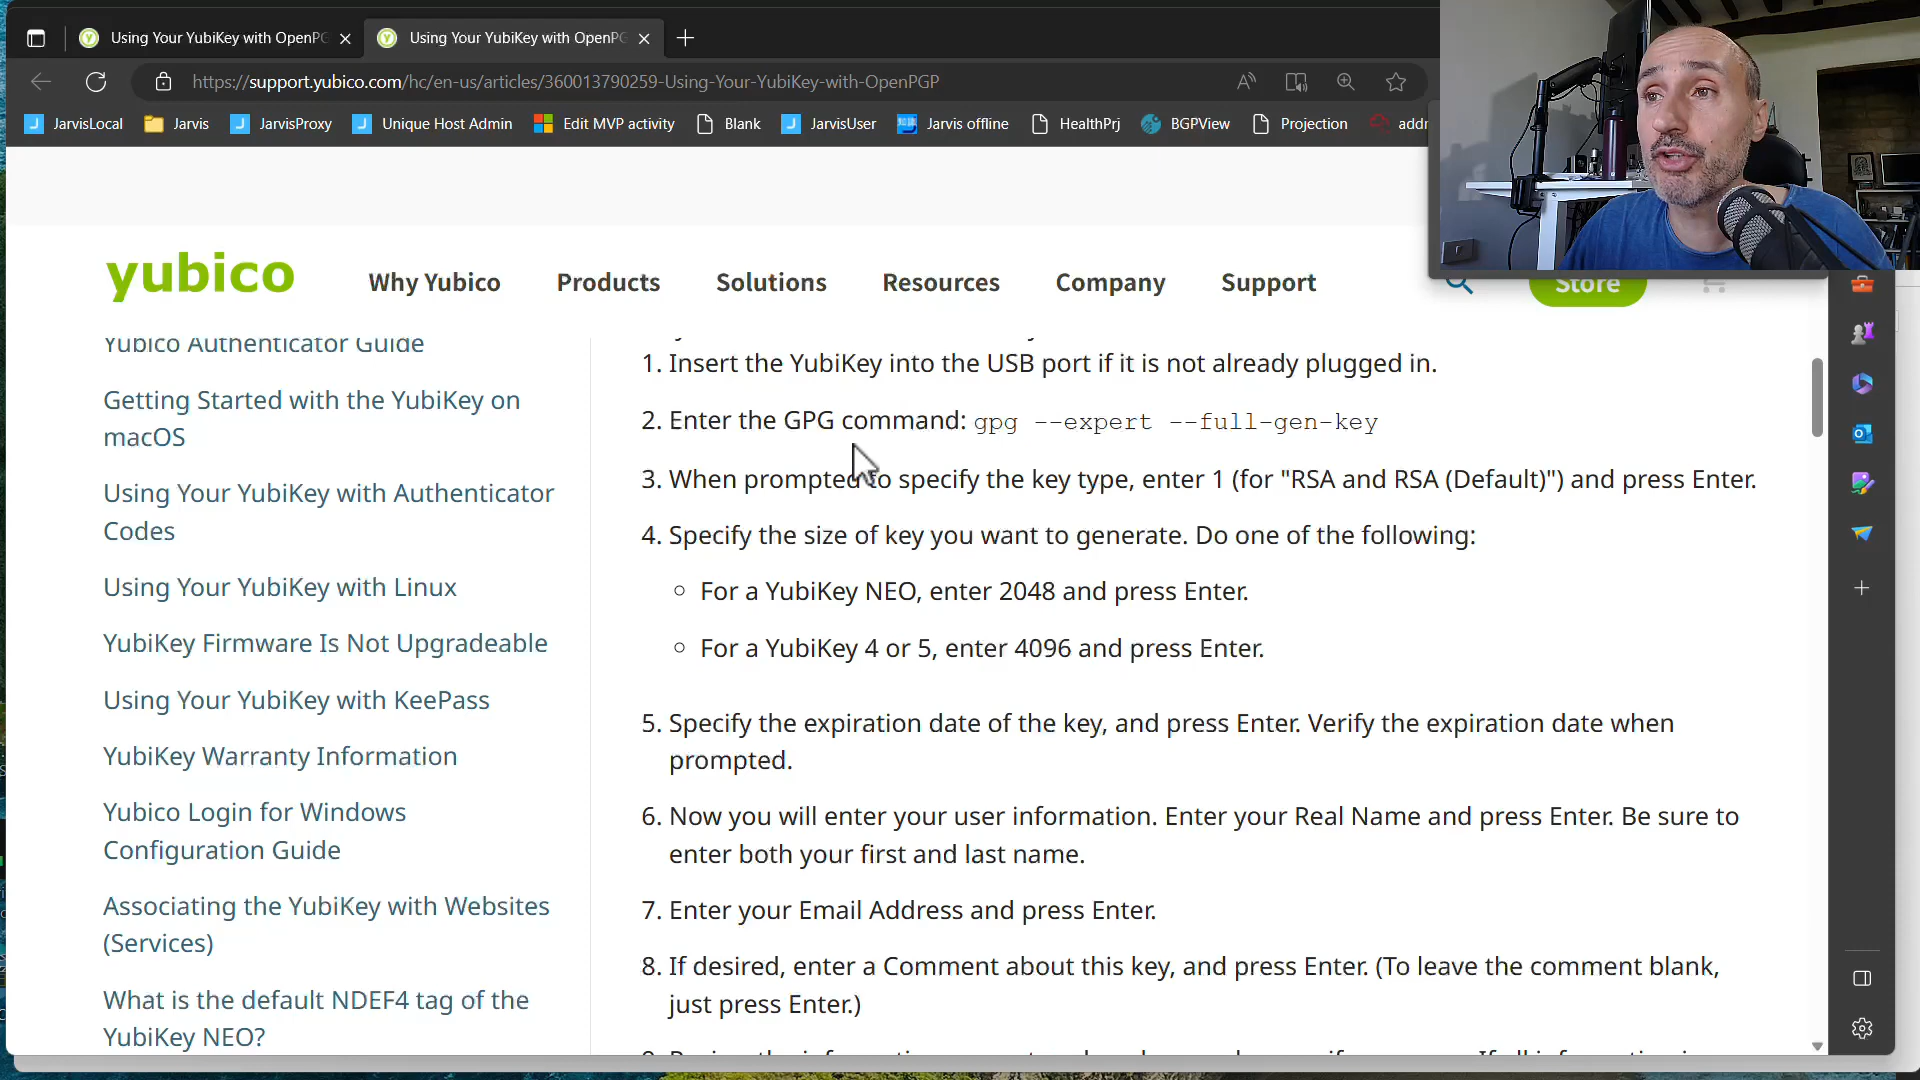 Using Your YubiKey with OpenPG
Using Your YubiKey with OpenPG
https://support.yubico.com/hc/en-us/articles/360013790259-Using-Your-YubiKey-with-OpenPGP
JarvisLocal
Jarvis
JarvisProxy
Unique Host Admin
Edit MVP activity
Blank
JarvisUser
Jarvis offline
HealthPrj
BGPView
Projection
addr
yubico
Why Yubico
Products
Solutions
Resources
Company
Support
Store
Yubico Authenticator Guide
Getting Started with the YubiKey on
macOS
Using Your YubiKey with Authenticator
Codes
Using Your YubiKey with Linux
YubiKey Firmware Is Not Upgradeable
Using Your YubiKey with KeePass
YubiKey Warranty Information
Yubico Login for Windows
Configuration Guide
Associating the YubiKey with Websites
(Services)
What is the default NDEF4 tag of the
YubiKey NEO?
1. Insert the YubiKey into the USB port if it is not already plugged in.
2. Enter the GPG command: gpg --expert --full-gen-key
3. When prompted to specify the key type, enter 1 (for "RSA and RSA (Default)") and press Enter.
4. Specify the size of key you want to generate. Do one of the following:
For a YubiKey NEO, enter 2048 and press Enter.
For a YubiKey 4 or 5, enter 4096 and press Enter.
5. Specify the expiration date of the key, and press Enter. Verify the expiration date when
prompted.
6. Now you will enter your user information. Enter your Real Name and press Enter. Be sure to
enter both your first and last name.
7. Enter your Email Address and press Enter.
8. If desired, enter a Comment about this key, and press Enter. (To leave the comment blank,
just press Enter.)